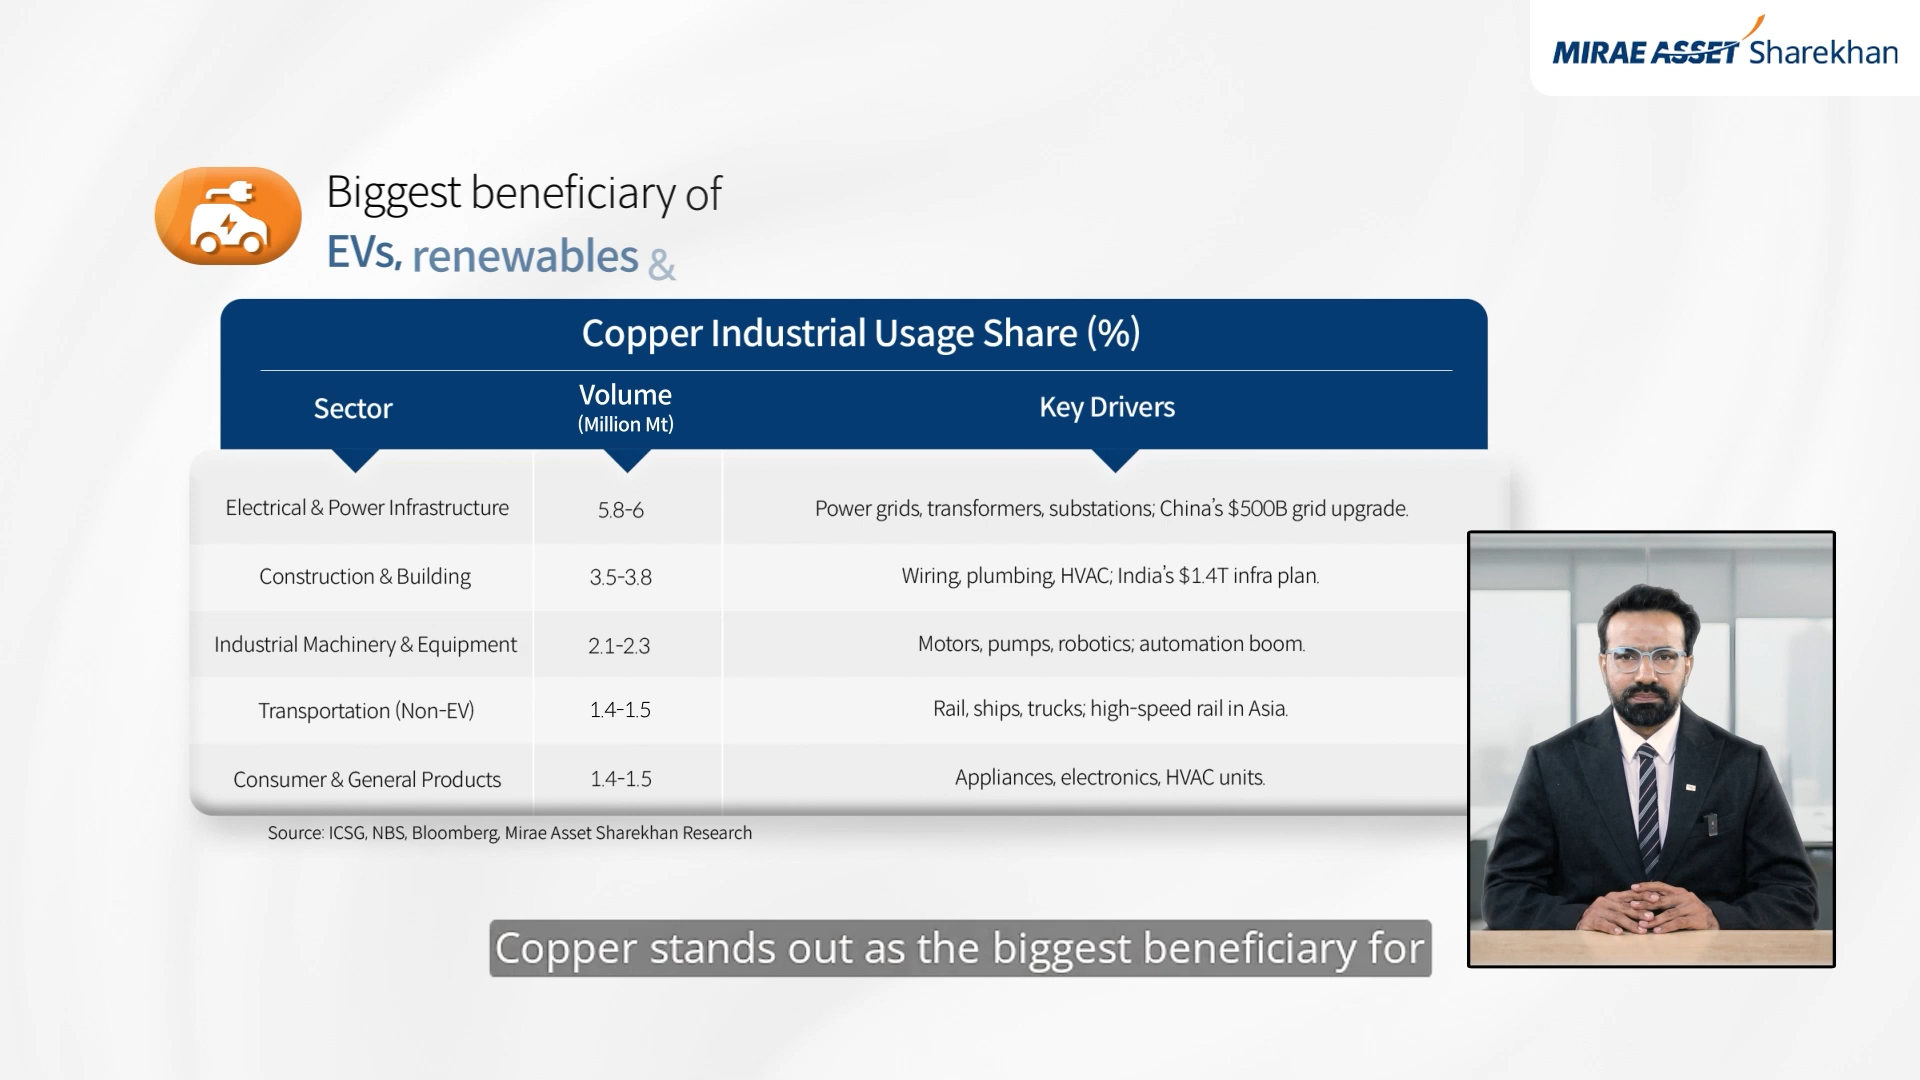 MIRAE ASSET Sharekhan
Biggest beneficiary of
EVs, renewables &
Copper Industrial Usage Share (%)
Sector
Volume
(Million Mt)
Key Drivers
Electrical & Power Infrastructure
5.8-6
Power grids, transformers, substations; China's $500B grid upgrade.
Construction & Building
3.5-3.8
Wiring, plumbing, HVAC; India's $1.4T infra plan.
Industrial Machinery & Equipment
2.1-2.3
Motors, pumps, robotics; automation boom.
Transportation (Non-EV)
1.4-1.5
Rail, ships, trucks; high-speed rail in Asia.
Consumer & General Products
1.4-1.5
Appliances, electronics, HVAC units.
Source: ICSG, NBS, Bloomberg, Mirae Asset Sharekhan Research
Copper stands out as the biggest beneficiary for